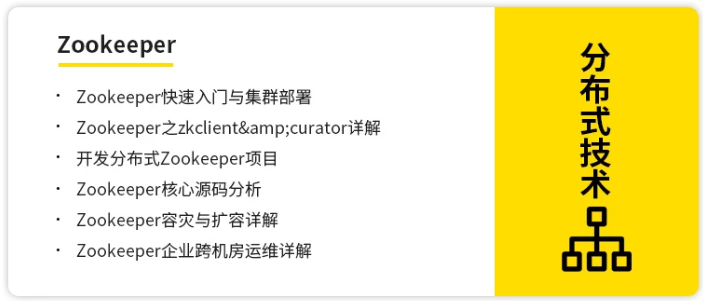 Zookeeper
· Zookeeper快速入门与集群部署
· Zookeeper之zkclient&amp;curator详解
· 开发分布式Zookeeper项目
· Zookeeper核心源码分析
· Zookeeper容灾与扩容详解
· Zookeeper企业跨机房运维详解
分布式技术